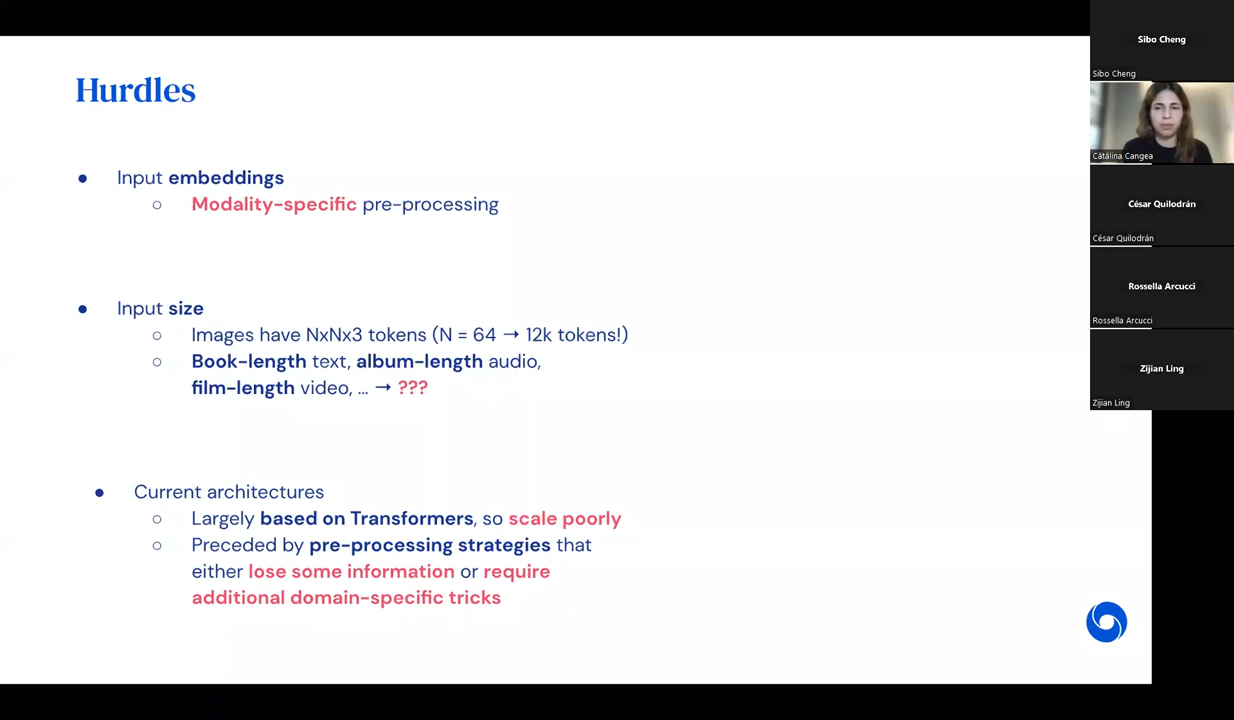 Hurdles
● Input embeddings
○ Modality-specific pre-processing
● Input size
○ Images have NxNx3 tokens (N = 64 → 12k tokens!)
○ Book-length text, album-length audio,
film-length video, ... → ???
● Current architectures
○ Largely based on Transformers, so scale poorly
○ Preceded by pre-processing strategies that
either lose some information or require
additional domain-specific tricks
Sibo Cheng
Sibo Cheng
Cătălina Cangea
César Quilodrán
César Quilodrán
Rossella Arcucci
Rossella Arcucci
Zijian Ling
Zijian Ling